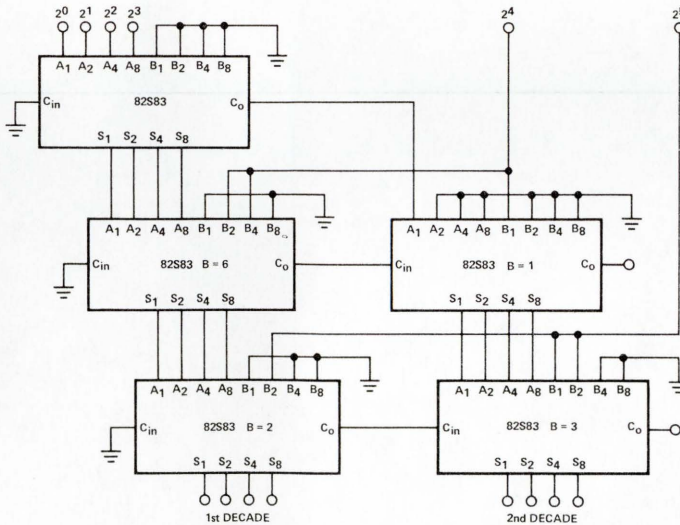 2⁰ 2¹ 2² 2³ 2⁴
A₁ A₂ A₄ A₈ B₁ B₂ B₄ B₈
Cin 82S83 Co
S₁ S₂ S₄ S₈
A₁ A₂ A₄ A₈ B₁ B₂ B₄ B₈ A₁ A₂ A₄ A₈ B₁ B₂ B₄ B₈
Cin 82S83 B = 6 Co Cin 82S83 B = 1 Co
S₁ S₂ S₄ S₈ S₁ S₂ S₄ S₈
A₁ A₂ A₄ A₈ B₁ B₂ B₄ B₈ A₁ A₂ A₄ A₈ B₁ B₂ B₄ B₈
Cin 82S83 B = 2 Co Cin 82S83 B = 3 Co
S₁ S₂ S₄ S₈ S₁ S₂ S₄ S₈
1st DECADE 2nd DECADE